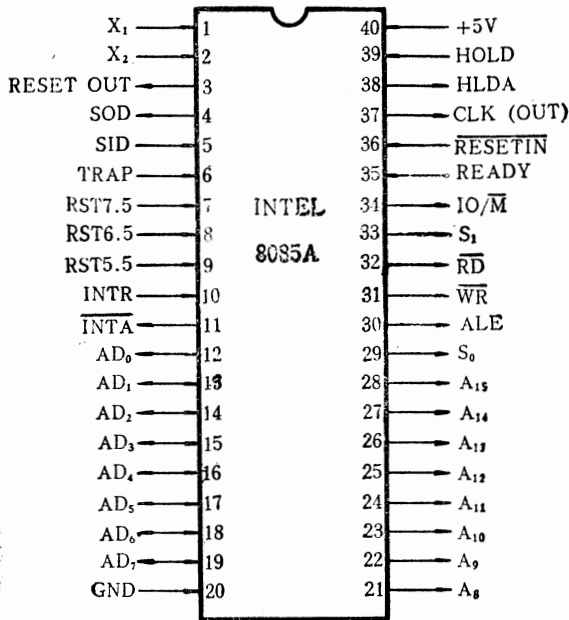 X₁ 1 40 +5V
X₂ 2 39 HOLD
RESET OUT 3 38 HLDA
SOD 4 37 CLK (OUT)
SID 5 36 R̅E̅S̅E̅T̅I̅N̅
TRAP 6 35 READY
RST7.5 7 INTEL 34 IO/M̅
RST6.5 8 33 S₁
8085A
RST5.5 9 32 R̅D̅
INTR 10 31 W̅R̅
I̅N̅T̅A̅ 11 30 ALE
AD₀ 12 29 S₀
AD₁ 13 28 A₁₅
AD₂ 14 27 A₁₄
AD₃ 15 26 A₁₃
AD₄ 16 25 A₁₂
AD₅ 17 24 A₁₁
AD₆ 18 23 A₁₀
AD₇ 19 22 A₉
GND 20 21 A₈